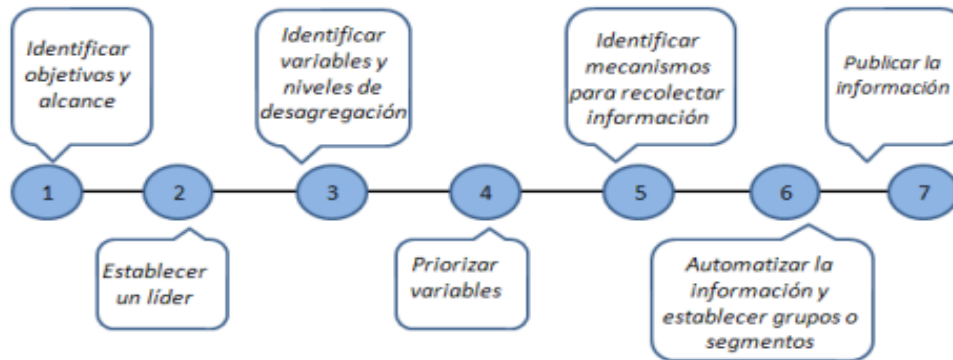 Identificar
objetivos y
alcance
Identificar
variables y
niveles de
desagregación
Identificar
mecanismos
para recolectar
información
Publicar la
información
1
2
3
4
5
6
7
Establecer
un líder
Priorizar
variables
Automatizar la
información y
establecer grupos o
segmentos